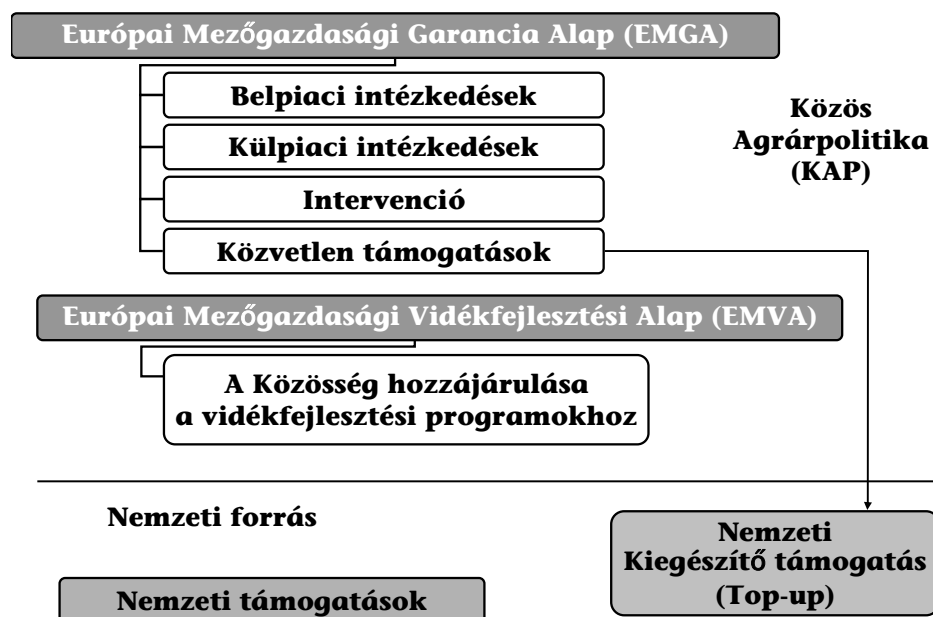 Európai Mezőgazdasági Garancia Alap (EMGA)
Belpiaci intézkedések
Külpiaci intézkedések
Intervenció
Közvetlen támogatások
Közös
Agrárpolitika
(KAP)
Európai Mezőgazdasági Vidékfejlesztési Alap (EMVA)
A Közösség hozzájárulása
a vidékfejlesztési programokhoz
Nemzeti forrás
Nemzeti
Kiegészítő támogatás
(Top-up)
Nemzeti támogatások